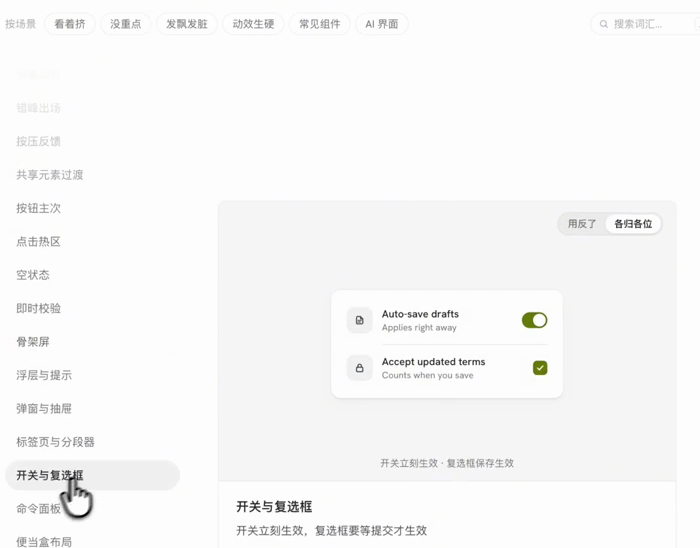 按场景 看着挤 没重点 发飘发脏 动效生硬 常见组件 AI 界面 搜索词汇...
错峰出场
按压反馈
共享元素过渡
按钮主次
点击热区
空状态
即时校验
骨架屏
浮层与提示
弹窗与抽屉
标签页与分段器
开关与复选框
命令面板
便当盒布局
用反了 各归各位
Auto-save drafts
Applies right away
Accept updated terms
Counts when you save
开关立刻生效 · 复选框保存生效
开关与复选框
开关立刻生效，复选框要等提交才生效